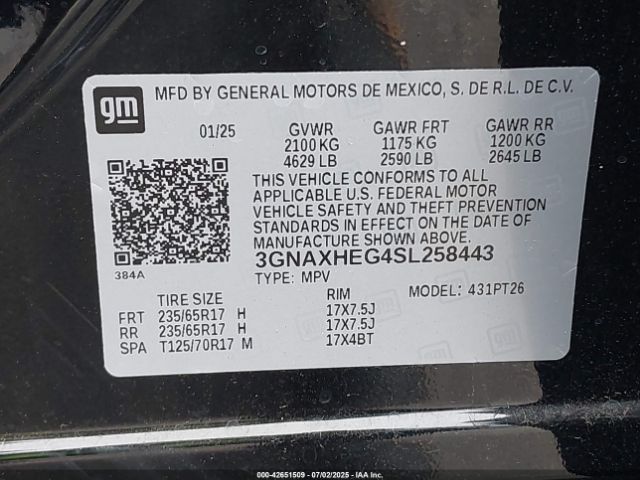 gm
MFD BY GENERAL MOTORS DE MEXICO, S. DE R.L. DE C.V.
01/25 GVWR GAWR FRT GAWR RR
2100 KG 1175 KG 1200 KG
4629 LB 2590 LB 2645 LB
THIS VEHICLE CONFORMS TO ALL
APPLICABLE U.S. FEDERAL MOTOR
VEHICLE SAFETY AND THEFT PREVENTION
STANDARDS IN EFFECT ON THE DATE OF
MANUFACTURE SHOWN ABOVE.
384A
3GNAXHEG4SL258443
TYPE: MPV
TIRE SIZE RIM MODEL: 431PT26
FRT 235/65R17 H 17X7.5J
RR 235/65R17 H 17X7.5J
SPA T125/70R17 M 17X4BT
000-42651509 | 07/02/2025 | Copyright © IAA, LLC